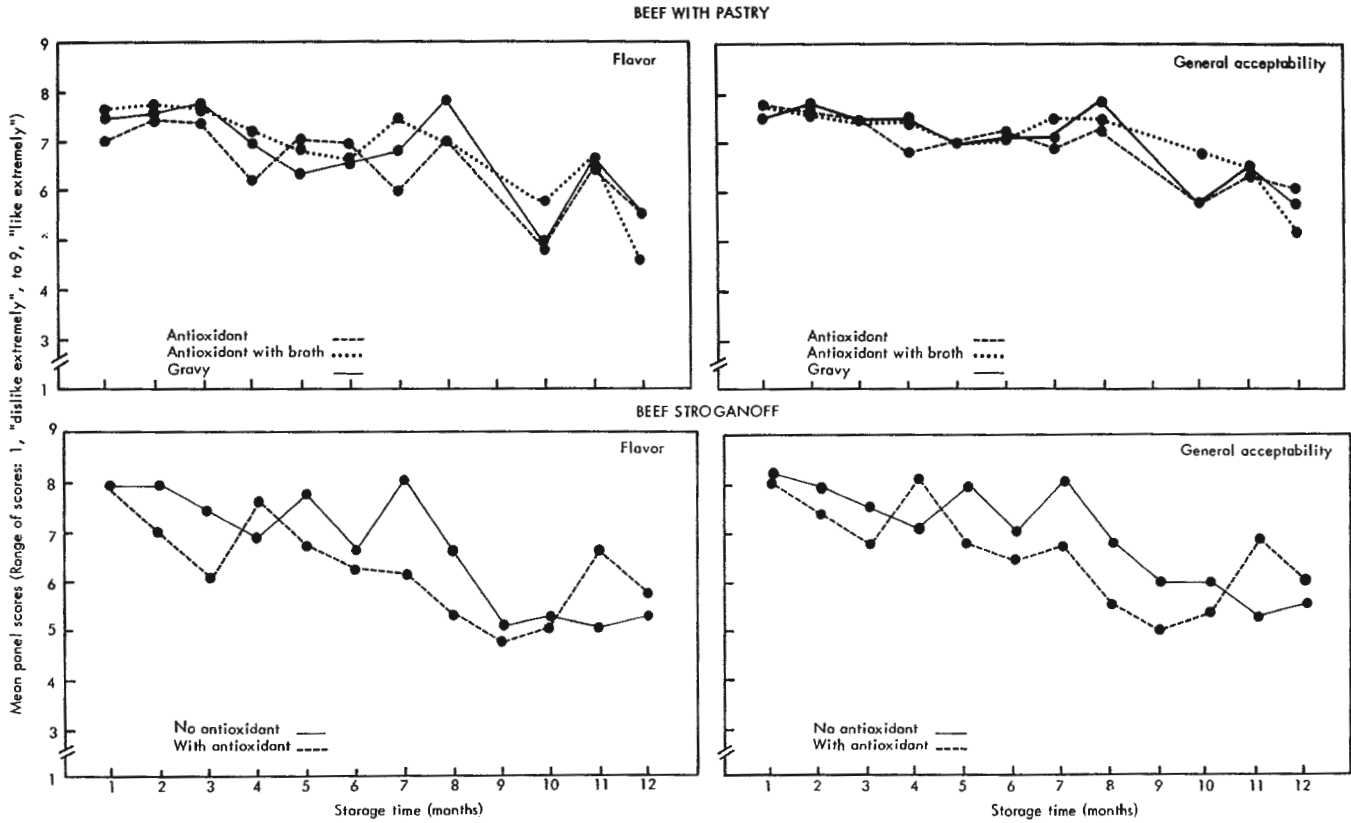 BEEF WITH PASTRY
Mean panel scores (Range of scores: 1, "dislike extremely", to 9, "like extremely")
9
8
7
6
4
3
1
Flavor
Antioxidant
Antioxidant with broth
Gravy
General acceptability
Antioxidant
Antioxidant with broth
Gravy
BEEF STROGANOFF
9
8
7
6
5
4
3
1
Flavor
No antioxidant
With antioxidant
1 2 3 4 5 6 7 8 9 10 11 12
Storage time (months)
General acceptability
No antioxidant
With antioxidant
1 2 3 4 5 6 7 8 9 10 11 12
Storage time (months)